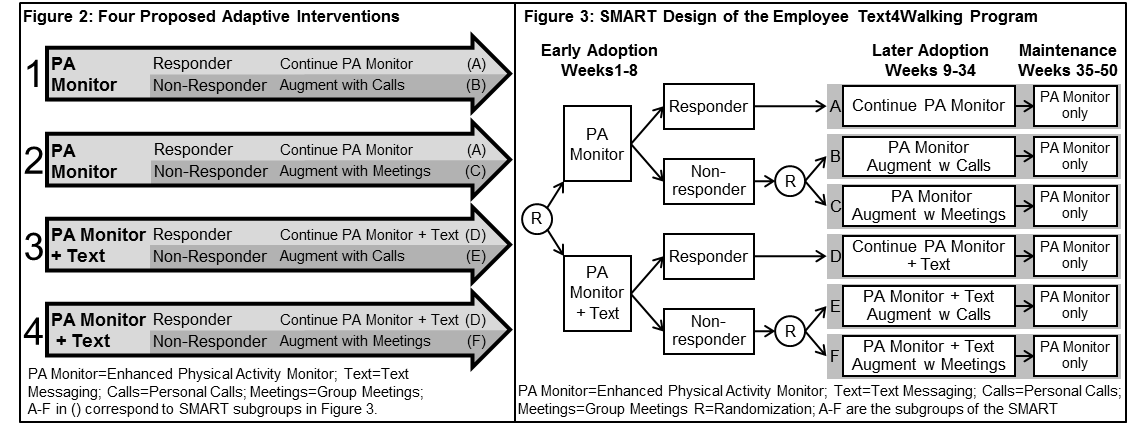 Figure 2: Four Proposed Adaptive Interventions
1 PA Monitor Responder Continue PA Monitor (A)
Non-Responder Augment with Calls (B)
2 PA Monitor Responder Continue PA Monitor (A)
Non-Responder Augment with Meetings (C)
3 PA Monitor + Text Responder Continue PA Monitor + Text (D)
Non-Responder Augment with Calls (E)
4 PA Monitor + Text Responder Continue PA Monitor + Text (D)
Non-Responder Augment with Meetings (F)
PA Monitor=Enhanced Physical Activity Monitor; Text=Text
Messaging; Calls=Personal Calls; Meetings=Group Meetings;
A-F in () correspond to SMART subgroups in Figure 3.
Figure 3: SMART Design of the Employee Text4Walking Program
Early Adoption
Weeks1-8
Later Adoption
Weeks 9-34
Maintenance
Weeks 35-50
R
PA
Monitor
Responder
A
Continue PA Monitor
PA Monitor
only
Non-
responder
R
B
PA Monitor
Augment w Calls
PA Monitor
only
C
PA Monitor
Augment w Meetings
PA Monitor
only
PA
Monitor
+ Text
Responder
D
Continue PA Monitor
+ Text
PA Monitor
only
Non-
responder
R
E
PA Monitor + Text
Augment w Calls
PA Monitor
only
F
PA Monitor + Text
Augment w Meetings
PA Monitor
only
PA Monitor=Enhanced Physical Activity Monitor; Text=Text Messaging; Calls=Personal Calls;
Meetings=Group Meetings R=Randomization; A-F are the subgroups of the SMART